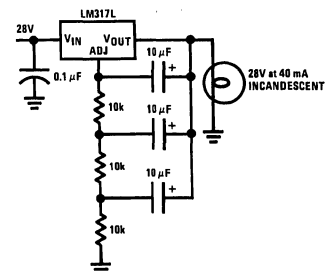 LM317L
28V
VIN
VOUT
ADJ
10 μF
+
0.1 μF
28V at 40 mA
INCANDESCENT
10k
10 μF
+
10k
10 μF
+
10k